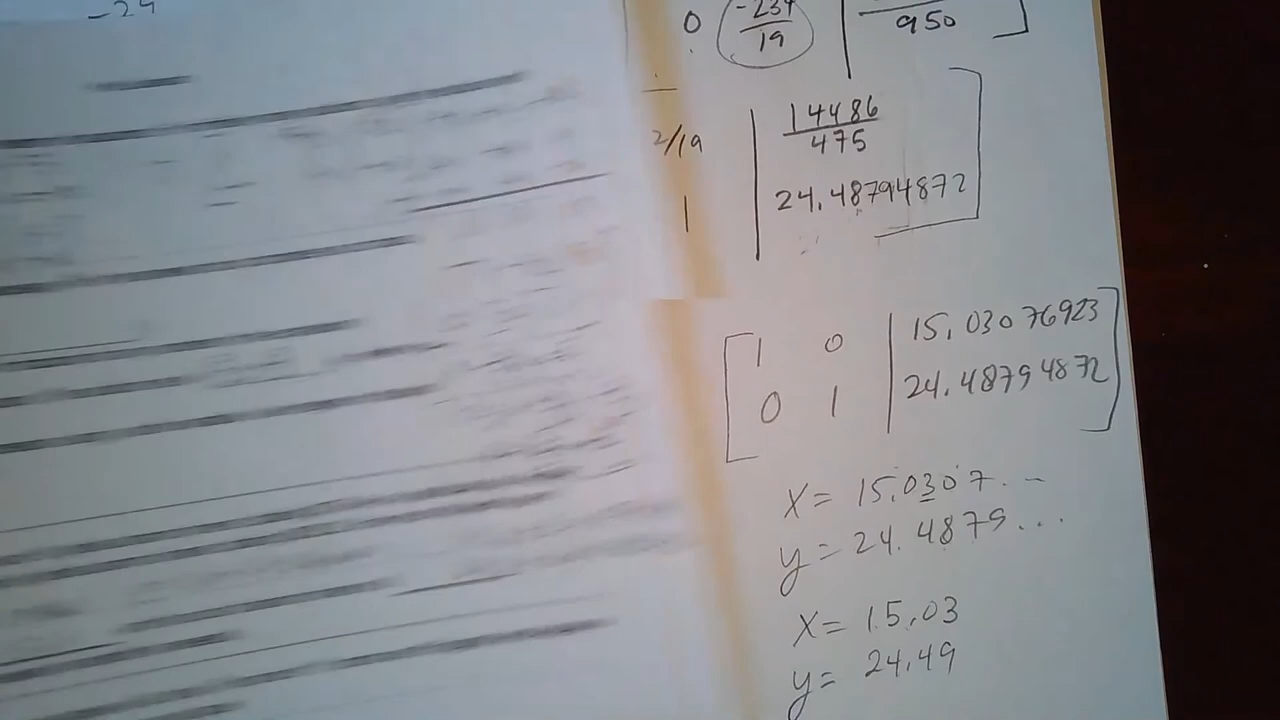 -24
0 -234/19 | 950 ]
2/19 | 14486/475
1 | 24.48794872 ]
[ 1 0 | 15.03076923
0 1 | 24.48794872 ]
x = 15.0307...
y = 24.4879...
x = 15.03
y = 24.49